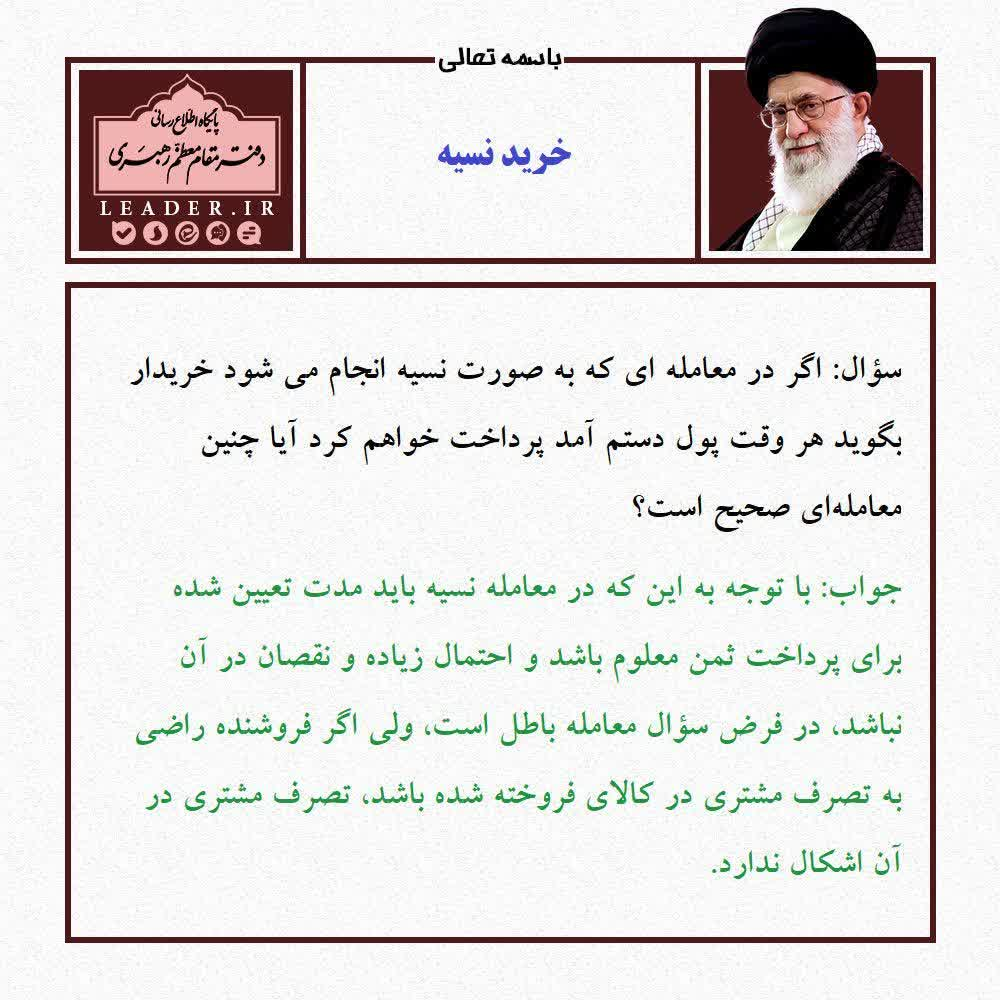 باسمه تعالی
پایگاه اطلاع رسانی
دفتر مقام معظم رهبری
LEADER.IR
خرید نسیه
سؤال: اگر در معامله ای که به صورت نسیه انجام می شود خریدار
بگوید هر وقت پول دستم آمد پرداخت خواهم کرد آیا چنین
معامله‌ای صحیح است؟
جواب: با توجه به این که در معامله نسیه باید مدت تعیین شده
برای پرداخت ثمن معلوم باشد و احتمال زیاده و نقصان در آن
نباشد، در فرض سؤال معامله باطل است، ولی اگر فروشنده راضی
به تصرف مشتری در کالای فروخته شده باشد، تصرف مشتری در
آن اشکال ندارد.